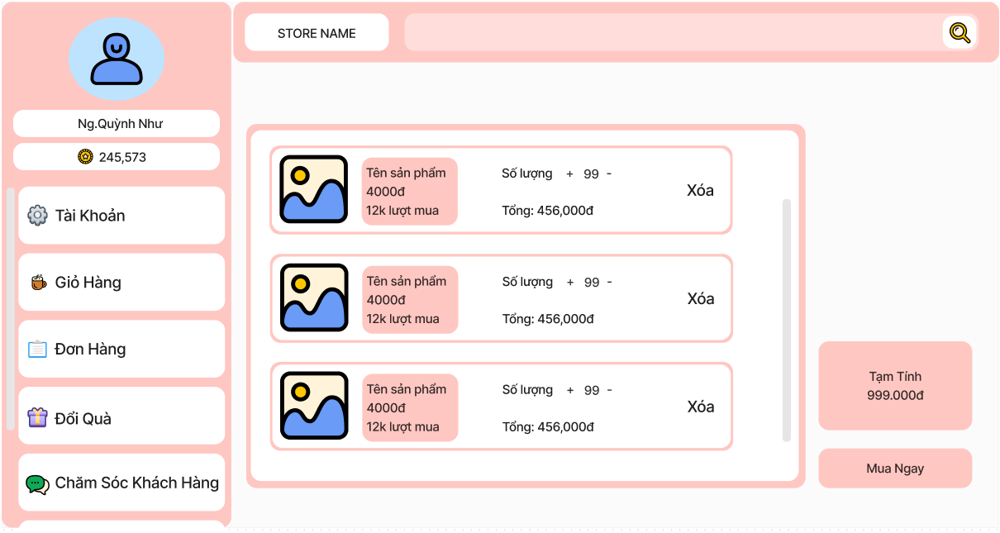 STORE NAME
Ng.Quỳnh Như
245,573
Tài Khoản
Giỏ Hàng
Đơn Hàng
Đổi Quà
Chăm Sóc Khách Hàng
Tên sản phẩm
4000đ
12k lượt mua
Số lượng + 99 -
Tổng: 456,000đ
Xóa
Tên sản phẩm
4000đ
12k lượt mua
Số lượng + 99 -
Tổng: 456,000đ
Xóa
Tên sản phẩm
4000đ
12k lượt mua
Số lượng + 99 -
Tổng: 456,000đ
Xóa
Tạm Tính
999.000đ
Mua Ngay